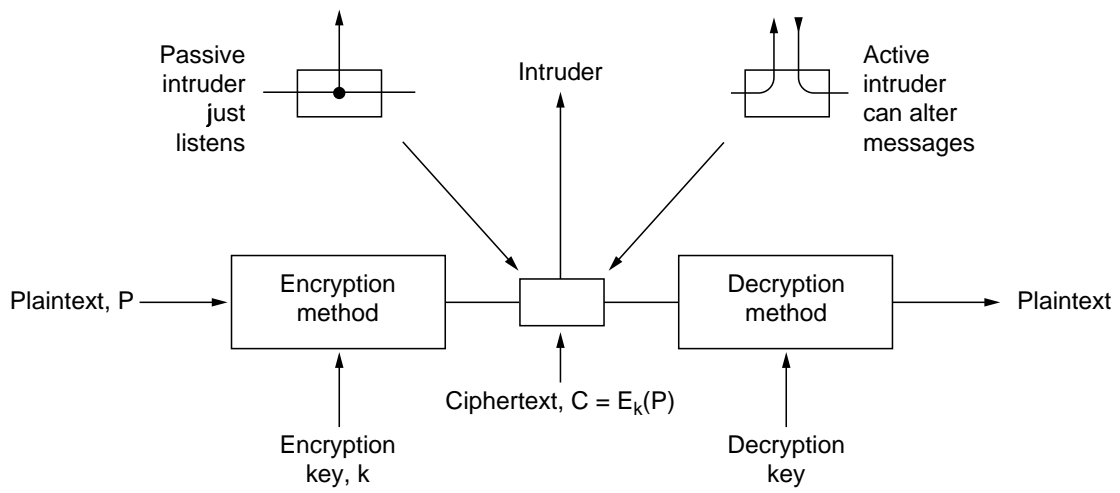 Passive
intruder
just
listens
Intruder
Active
intruder
can alter
messages
Plaintext, P
Encryption
method
Decryption
method
Plaintext
Ciphertext, C = Eₖ(P)
Encryption
key, k
Decryption
key